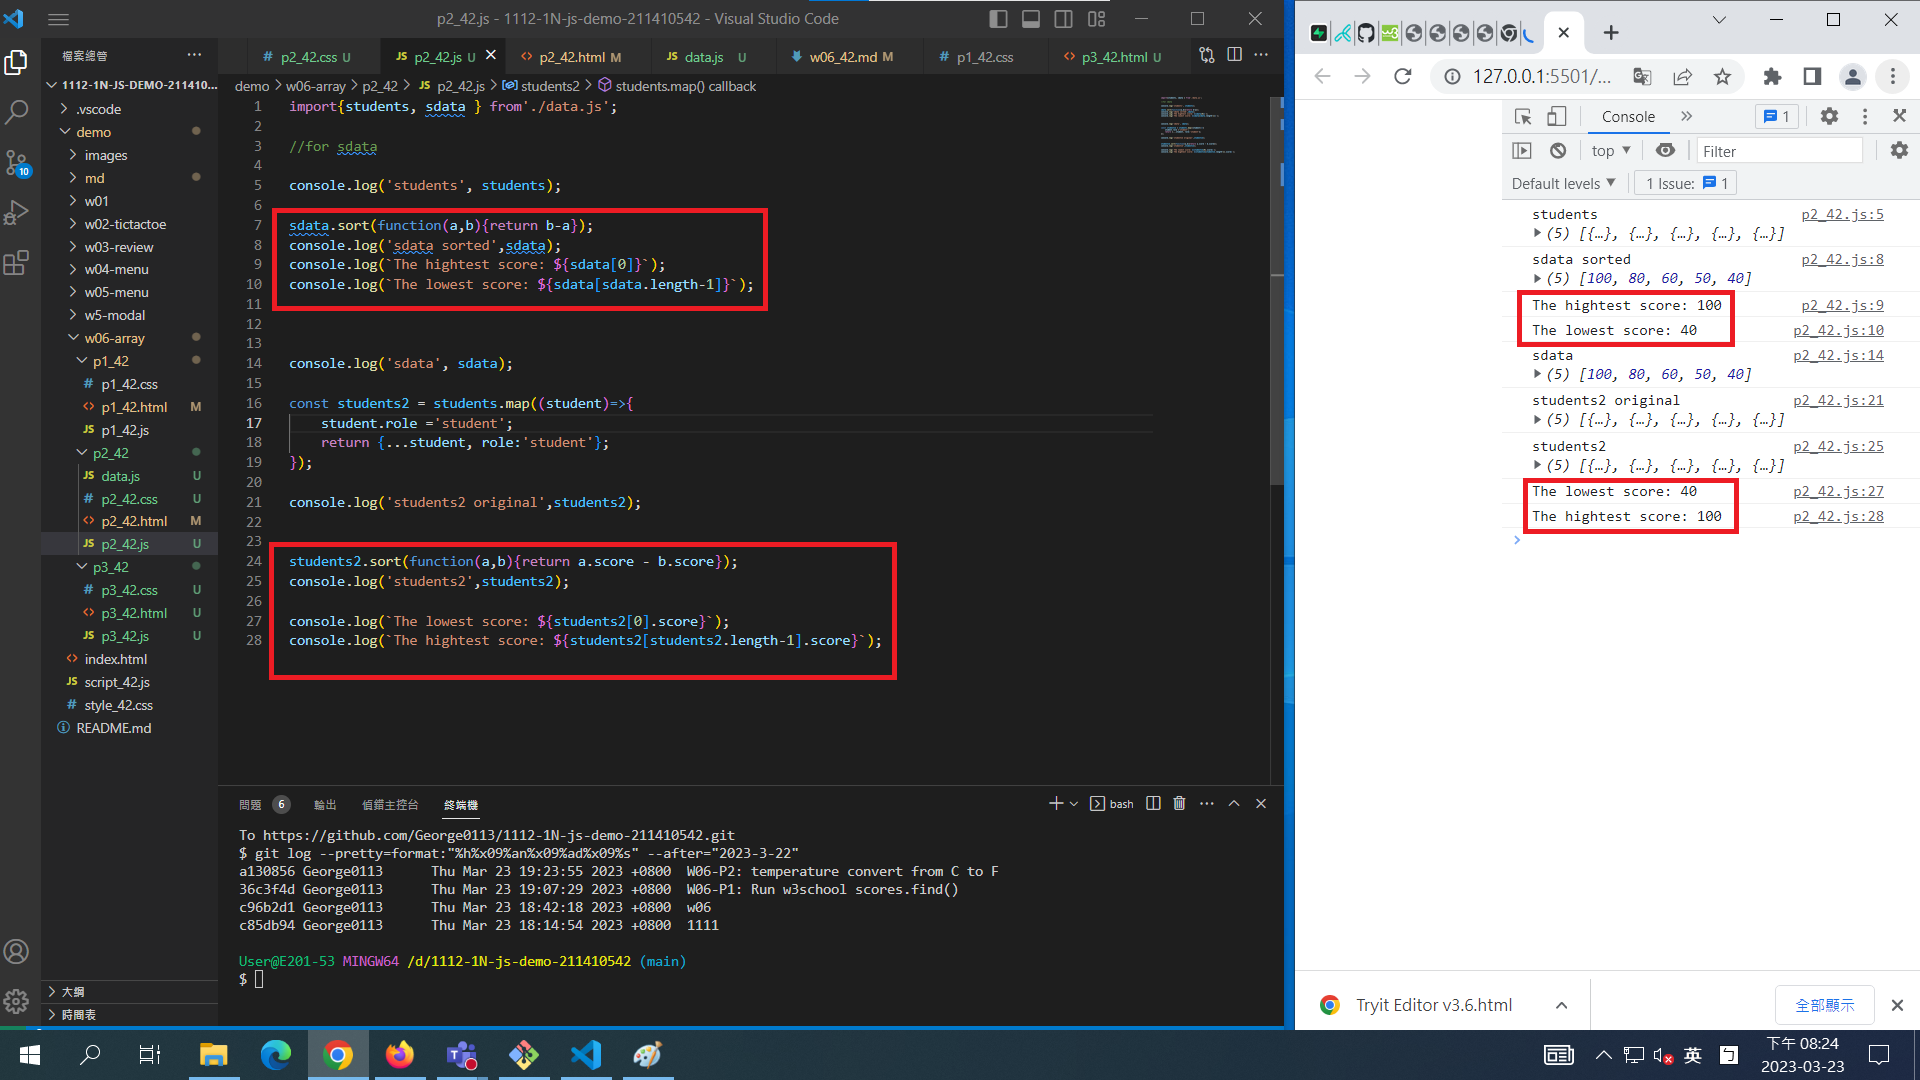 p2_42.js - 1112-1N-js-demo-211410542 - Visual Studio Code
檔案總管
# p2_42.css U
JS p2_42.js U
<> p2_42.html M
JS data.js U
w06_42.md M
# p1_42.css
<> p3_42.html U
1112-1N-JS-DEMO-211410...
.vscode
demo
images
md
w01
w02-tictactoe
w03-review
w04-menu
w05-menu
w5-modal
w06-array
p1_42
# p1_42.css
<> p1_42.html M
JS p1_42.js
p2_42
JS data.js U
# p2_42.css U
<> p2_42.html M
JS p2_42.js U
p3_42
# p3_42.css U
<> p3_42.html U
JS p3_42.js U
<> index.html
JS script_42.js
# style_42.css
README.md
大綱
時間表
10
demo > w06-array > p2_42 > JS p2_42.js > students2 > students.map() callback
1 import{students, sdata } from'./data.js';
2
3 //for sdata
4
5 console.log('students', students);
6
7 sdata.sort(function(a,b){return b-a});
8 console.log('sdata sorted',sdata);
9 console.log(`The hightest score: ${sdata[0]}`);
10 console.log(`The lowest score: ${sdata[sdata.length-1]}`);
11
12
13
14 console.log('sdata', sdata);
15
16 const students2 = students.map((student)=>{
17 student.role ='student';
18 return {...student, role:'student'};
19 });
20
21 console.log('students2 original',students2);
22
23
24 students2.sort(function(a,b){return a.score - b.score});
25 console.log('students2',students2);
26
27 console.log(`The lowest score: ${students2[0].score}`);
28 console.log(`The hightest score: ${students2[students2.length-1].score}`);
問題 6 輸出 偵錯主控台 終端機
bash
To https://github.com/George0113/1112-1N-js-demo-211410542.git
$ git log --pretty=format:"%h%x09%an%x09%ad%x09%s" --after="2023-3-22"
a130856 George0113 Thu Mar 23 19:23:55 2023 +0800 W06-P2: temperature convert from C to F
36c3f4d George0113 Thu Mar 23 19:07:29 2023 +0800 W06-P1: Run w3school scores.find()
c96b2d1 George0113 Thu Mar 23 18:42:18 2023 +0800 w06
c85db94 George0113 Thu Mar 23 18:14:54 2023 +0800 1111
User@E201-53 MINGW64 /d/1112-1N-js-demo-211410542 (main)
$
127.0.0.1:5501/...
Console
1
top
Filter
Default levels
1 Issue: 1
students p2_42.js:5
(5) [{…}, {…}, {…}, {…}, {…}]
sdata sorted p2_42.js:8
(5) [100, 80, 60, 50, 40]
The hightest score: 100 p2_42.js:9
The lowest score: 40 p2_42.js:10
sdata p2_42.js:14
(5) [100, 80, 60, 50, 40]
students2 original p2_42.js:21
(5) [{…}, {…}, {…}, {…}, {…}]
students2 p2_42.js:25
(5) [{…}, {…}, {…}, {…}, {…}]
The lowest score: 40 p2_42.js:27
The hightest score: 100 p2_42.js:28
Tryit Editor v3.6.html
全部顯示
英
下午 08:24
2023-03-23